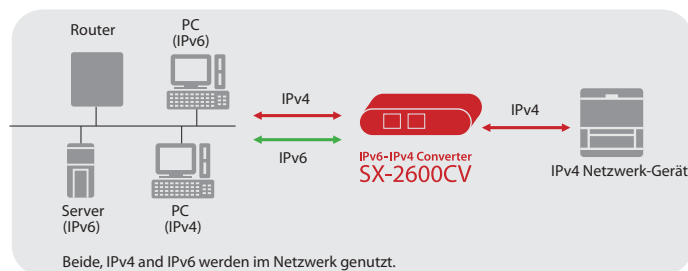 Router
PC
(IPv6)
IPv4
IPv4
IPv6
IPv6-IPv4 Converter
SX-2600CV
IPv4 Netzwerk-Gerät
Server
(IPv6)
PC
(IPv4)
Beide, IPv4 and IPv6 werden im Netzwerk genutzt.